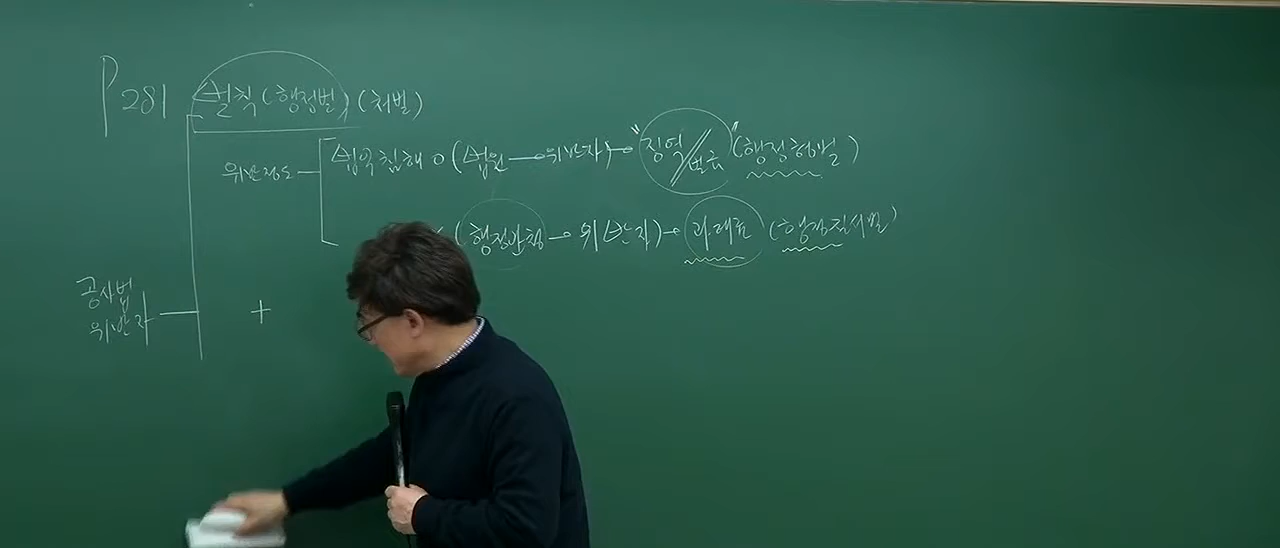 P 281 벌칙 (행정벌) (처벌)
위반정도 법익침해 O (법원 → 위반자) → "징역/벌금" (행정형벌)
(행정관청 → 위반자) → 과태료 (행정질서벌)
공사법
위반자
+